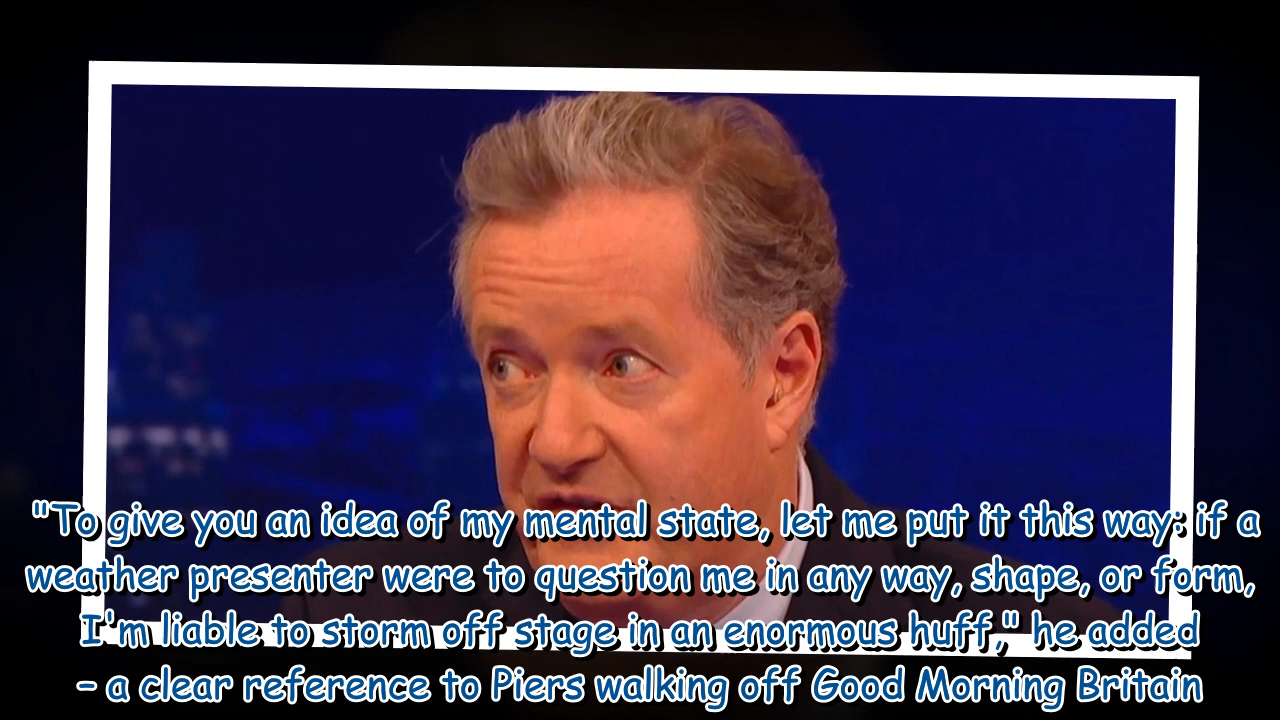 "To give you an idea of my mental state, let me put it this way: if a
weather presenter were to question me in any way, shape, or form,
I'm liable to storm off stage in an enormous huff," he added
– a clear reference to Piers walking off Good Morning Britain